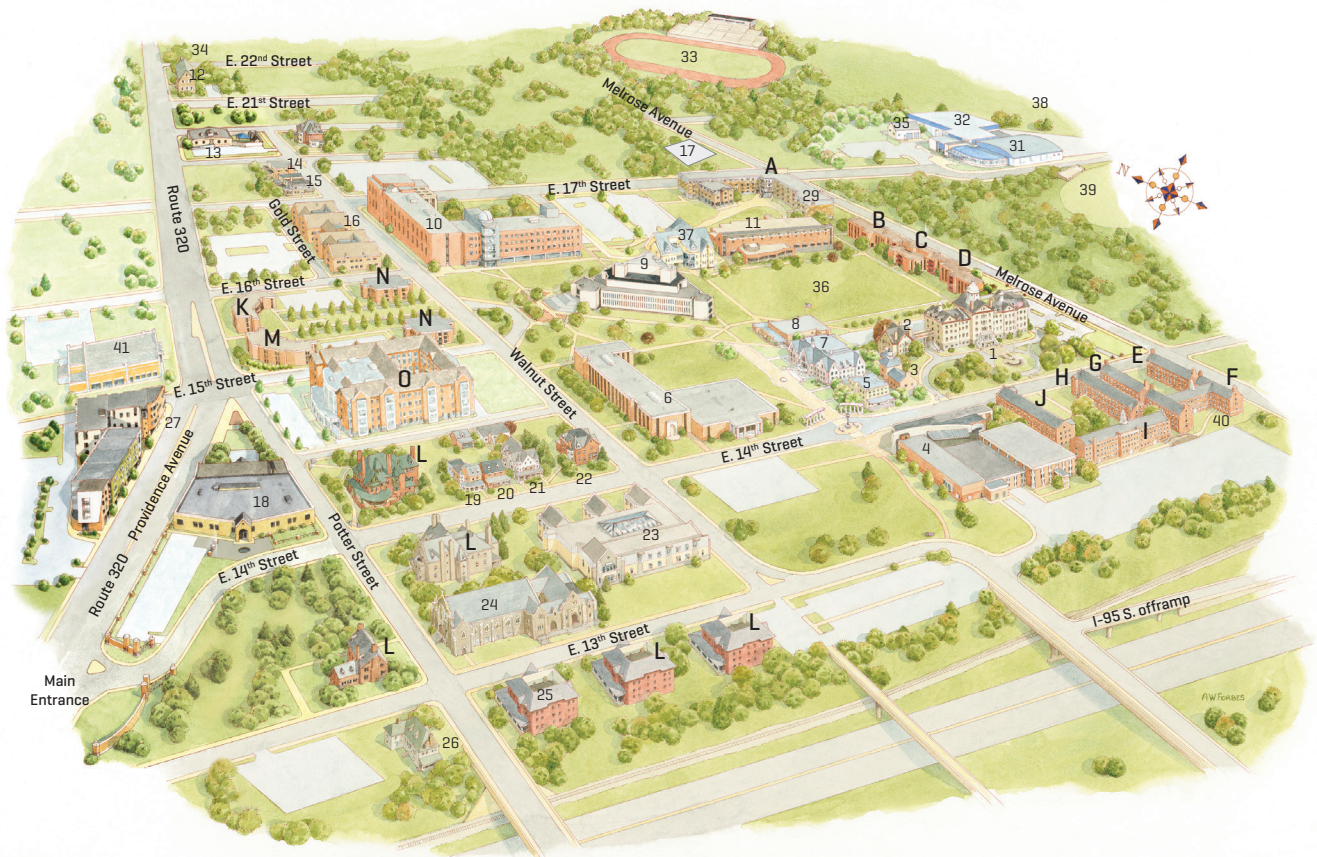 34
E. 22nd Street
12
E. 21st Street
33
Melrose Avenue
38
35
32
31
13
17
A
N
14
15
E. 17th Street
29
39
Route 320
Gold Street
16
10
37
11
B
C
D
9
36
Melrose Avenue
E. 16th Street
N
K
M
N
8
7
2
1
41
Walnut Street
5
3
E. 15th Street
O
6
H
G
E
F
J
27
Providence Avenue
L
22
E. 14th Street
4
I
40
18
19
20
21
Potter Street
L
23
Route 320
E. 14th Street
24
I-95 S. offramp
L
E. 13th Street
L
L
Main
Entrance
25
26
AW FORBES